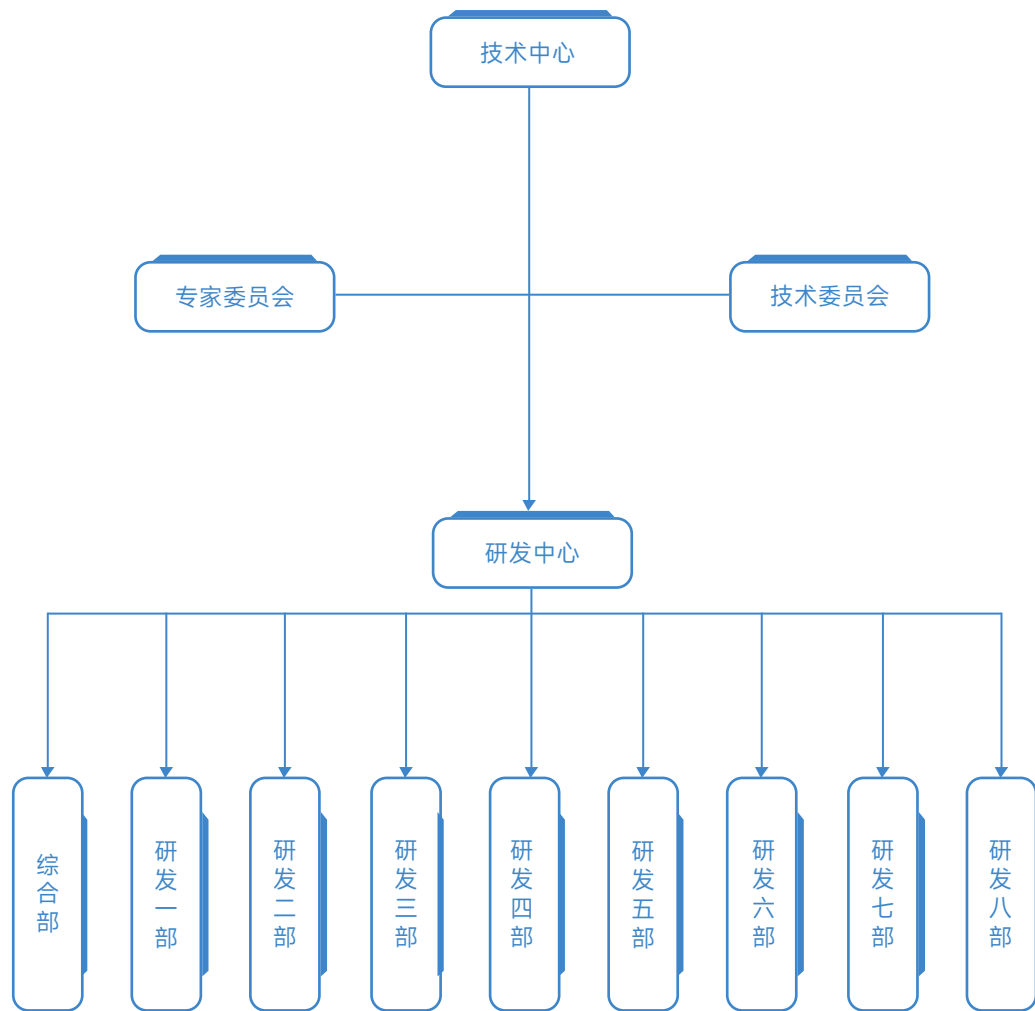 技术中心
专家委员会
技术委员会
研发中心
综合部
研发一部
研发二部
研发三部
研发四部
研发五部
研发六部
研发七部
研发八部